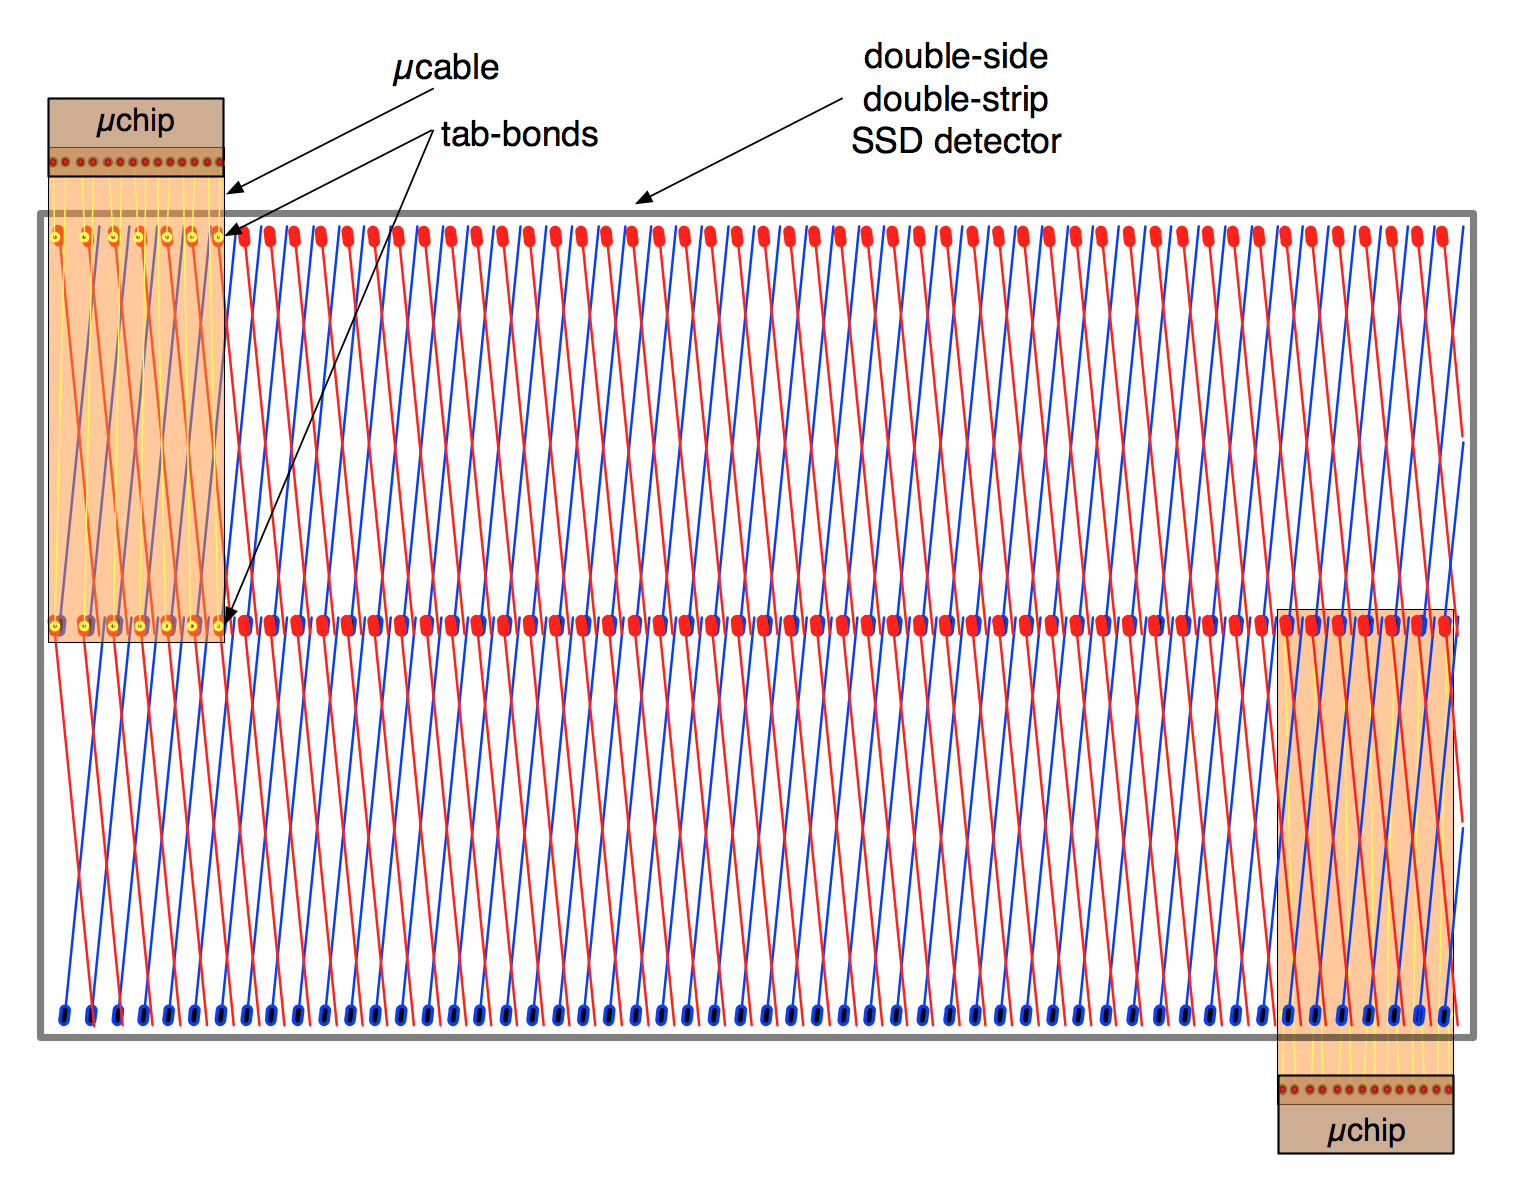 µcable
double-side
double-strip
SSD detector
µchip
tab-bonds
µchip